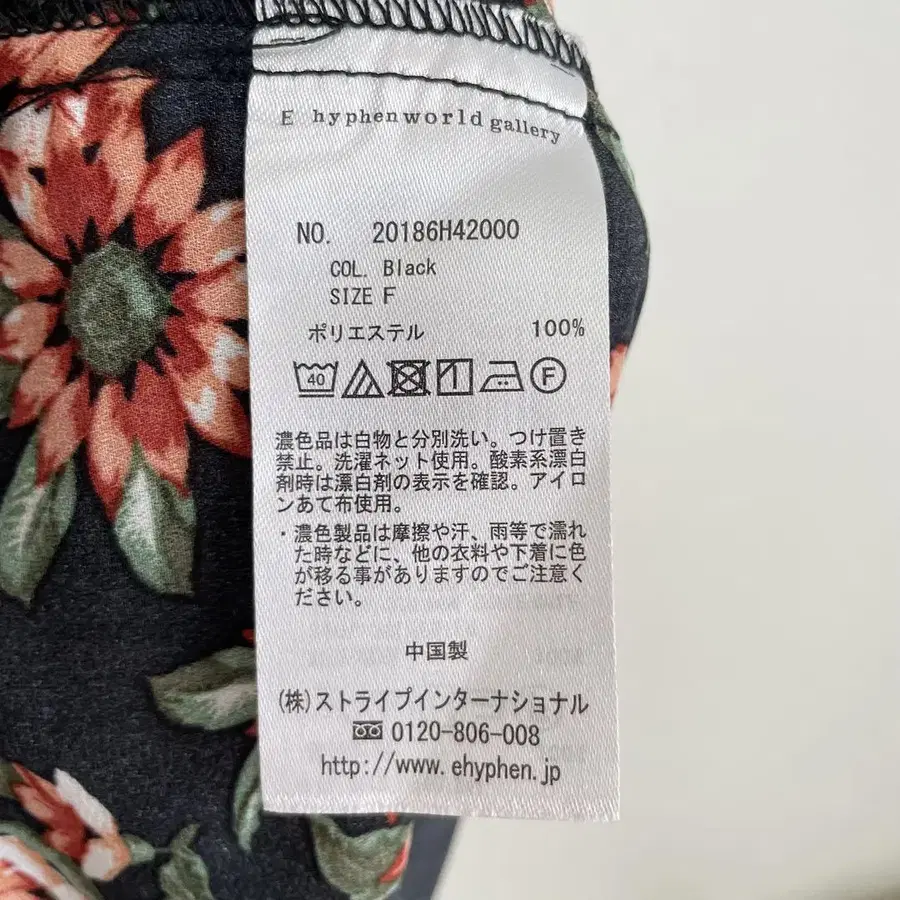 E hyphen world gallery
NO. 20186H42000
COL. Black
SIZE F
ポリエステル 100%
40 F
濃色品は白物と分別洗い。つけ置き
禁止。洗濯ネット使用。酸素系漂白
剤時は漂白剤の表示を確認。アイロ
ンあて布使用。
・濃色製品は摩擦や汗、雨等で濡れ
た時などに、他の衣料や下着に色
が移る事がありますのでご注意く
ださい。
中国製
(株)ストライプインターナショナル
0120-806-008
http://www.ehyphen.jp